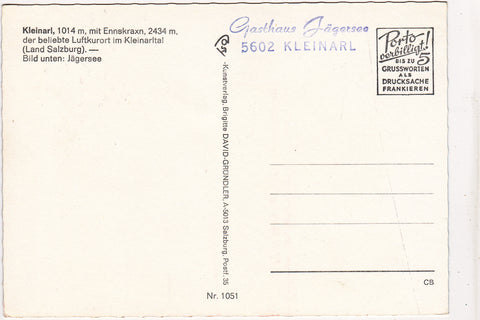 Kleinarl, 1014 m, mit Ennskraxn, 2434 m,
der beliebte Luftkurort im Kleinarltal
(Land Salzburg). —
Bild unten: Jägersee
Gasthaus Jägersee
5602 KLEINARL
Porto
verbilligt!
BIS ZU 5
GRUSSWORTEN
ALS
DRUCKSACHE
FRANKIEREN
-Kunstverlag, Brigitte DAVID-GRÜNDLER, A-5013 Salzburg, Postf. 35
CB
Nr. 1051